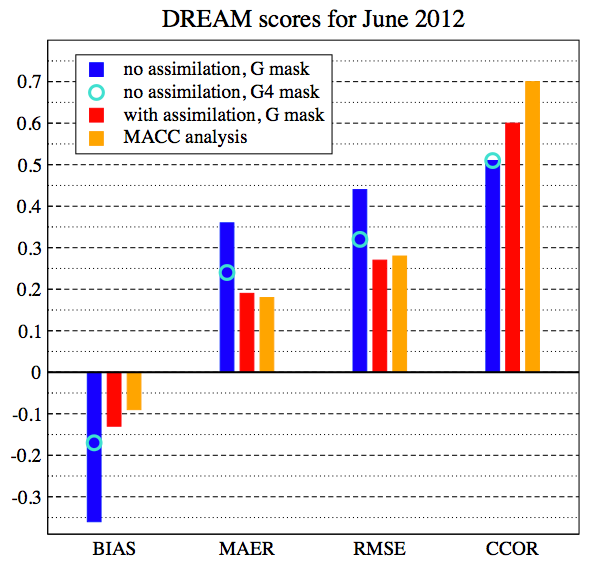 DREAM scores for June 2012
no assimilation, G mask
no assimilation, G4 mask
with assimilation, G mask
MACC analysis
0.7
0.6
0.5
0.4
0.3
0.2
0.1
0
-0.1
-0.2
-0.3
BIAS MAER RMSE CCOR